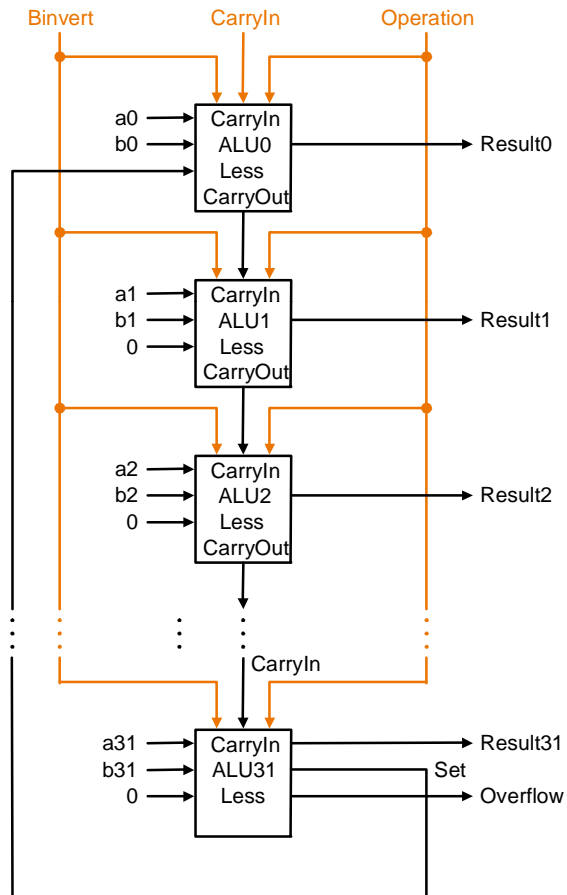 Binvert CarryIn Operation
a0 CarryIn
b0 ALU0 Result0
Less
CarryOut
a1 CarryIn
b1 ALU1 Result1
0 Less
CarryOut
a2 CarryIn
b2 ALU2 Result2
0 Less
CarryOut
CarryIn
a31 CarryIn Result31
b31 ALU31 Set
0 Less Overflow